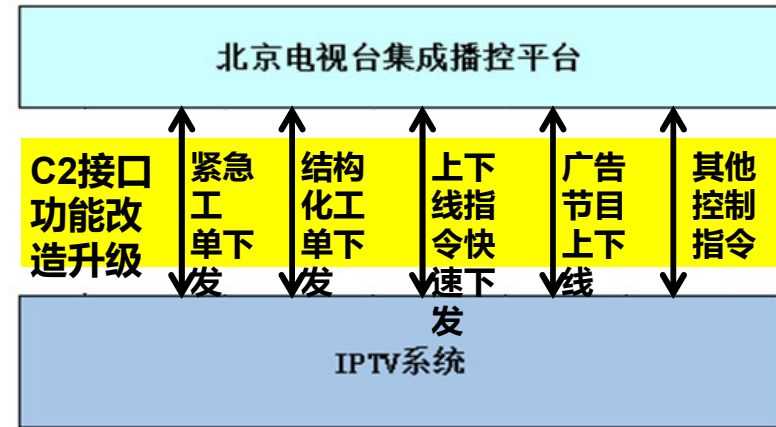 北京电视台集成播控平台
C2接口
功能改
造升级
紧急
工
单下
发
结构
化工
单下
发
上下
线指
令快
速下
发
广告
节目
上下
线
其他
控制
指令
IPTV系统